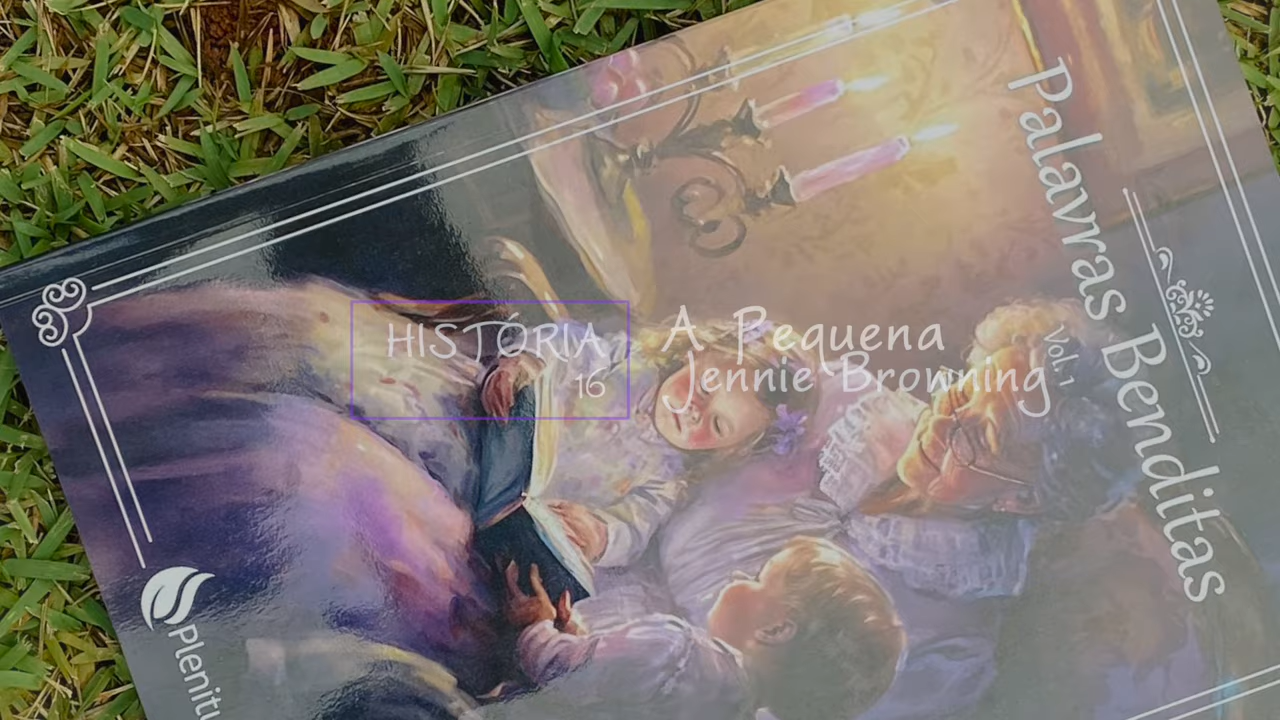 HISTÓRIA
16
A Pequena
Jennie Browning
Palavras Benditas
Vol. 1
Plenitu